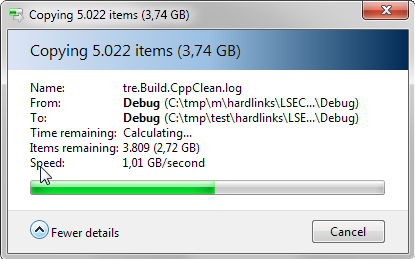 Copying 5.022 items (3,74 GB)
Copying 5.022 items (3,74 GB)
Name: tre.Build.CppClean.log
From: Debug (C:\tmp\m\hardlinks\LSEC...\Debug)
To: Debug (C:\tmp\test\hardlinks\LSE...\Debug)
Time remaining: Calculating...
Items remaining: 3.809 (2,72 GB)
Speed: 1,01 GB/second
Fewer details
Cancel